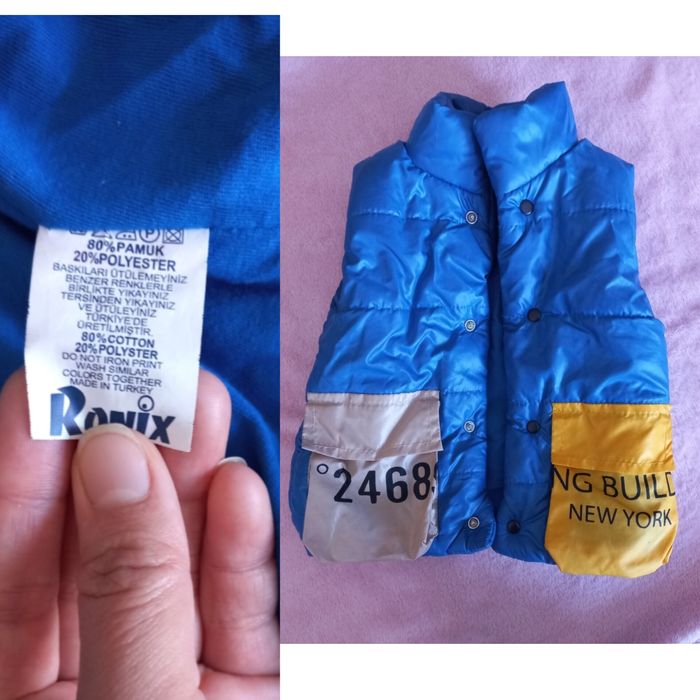 80%PAMUK
20%POLYESTER
BASKILARI ÜTÜLEMEYİNİZ
BENZER RENKLERLE
BİRLİKTE YIKAYINIZ
TERSİNDEN YIKAYINIZ
VE ÜTÜLEYİNİZ
TÜRKİYE'DE
ÜRETİLMİŞTİR.
80%COTTON
20%POLYSTER
DO NOT IRON PRINT
WASH SIMILAR
COLORS TOGETHER
MADE IN TURKEY
Ronix
°24689
NG BUILD
NEW YORK